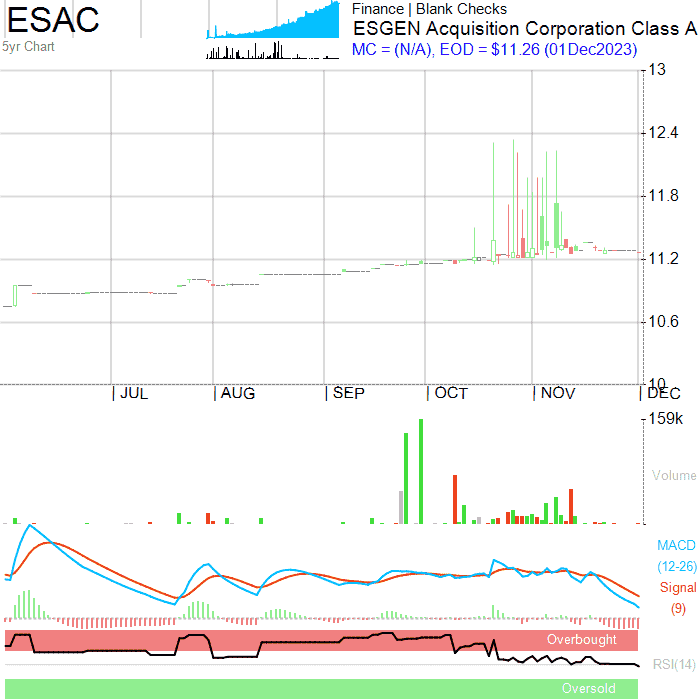 ESAC
5yr Chart
Finance | Blank Checks
ESGEN Acquisition Corporation Class A
MC = (N/A), EOD = $11.26 (01Dec2023)
13
12.4
11.8
11.2
10.6
10
| JUL | AUG | SEP | OCT | NOV | DEC
159k
Volume
MACD
(12-26)
Signal
(9)
Overbought
RSI(14)
Oversold